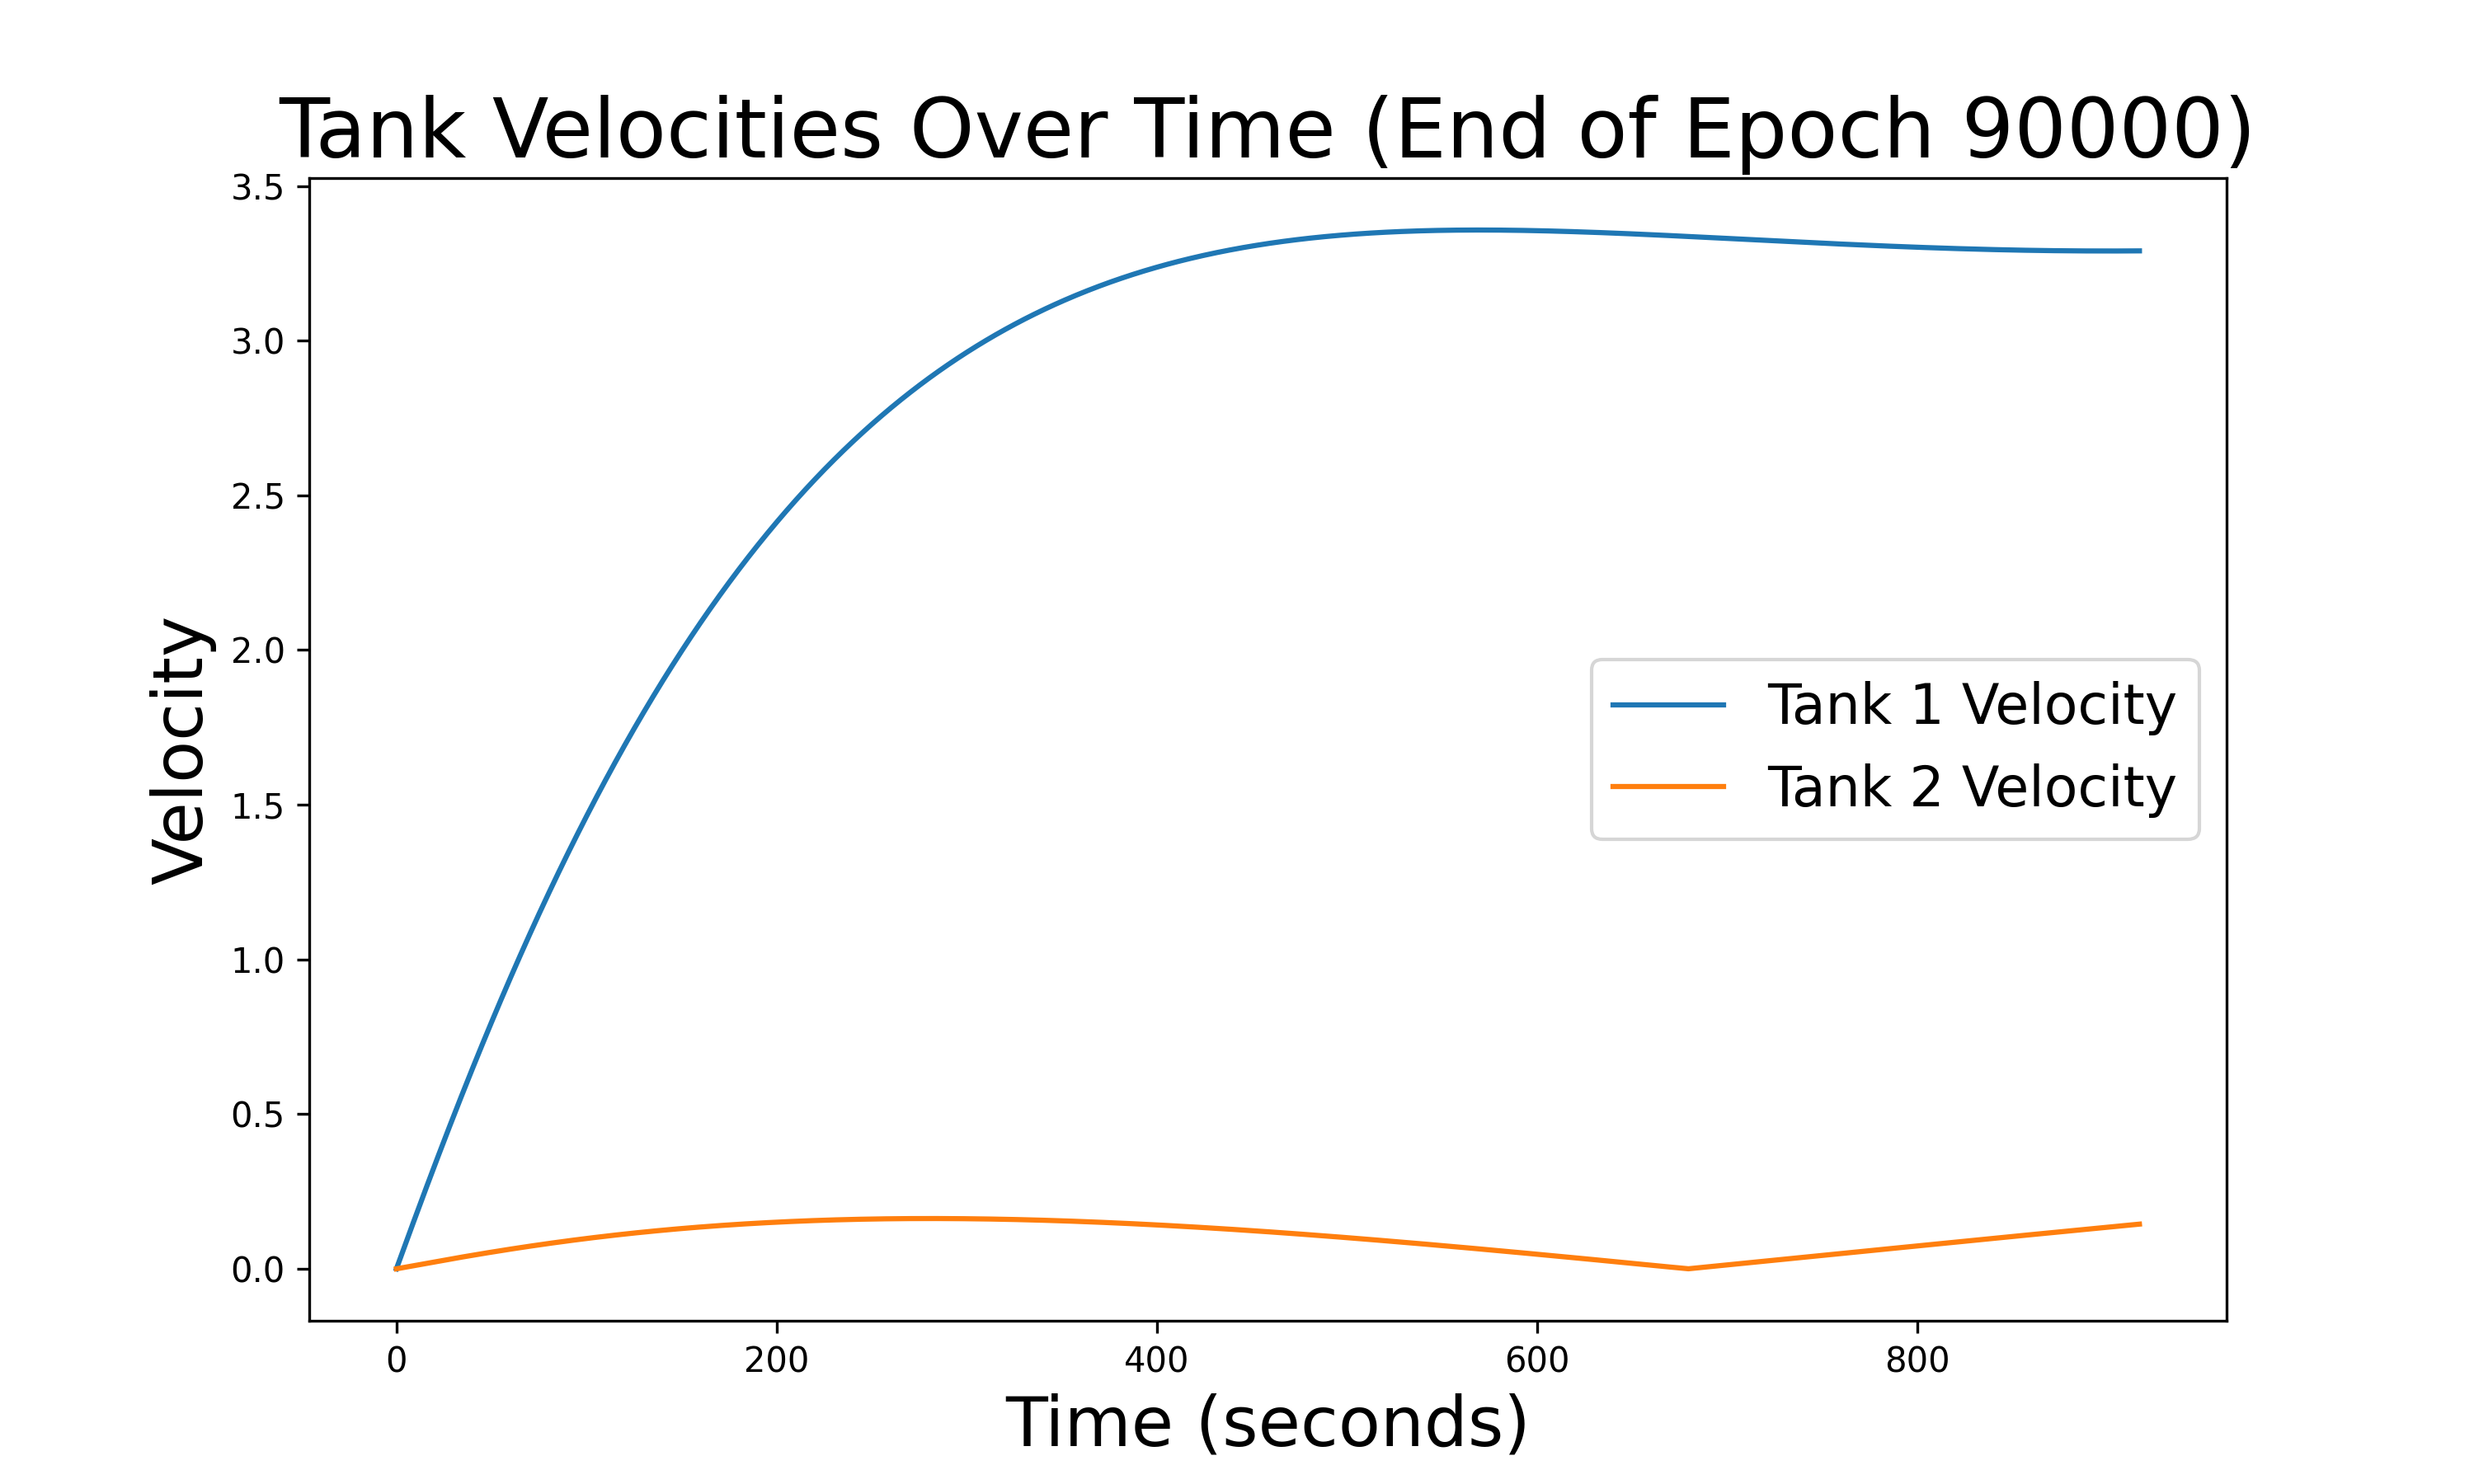 Tank Velocities Over Time (End of Epoch 90000)
3.5
3.0
2.5
2.0
1.5
1.0
0.5
0.0
Velocity
Tank 1 Velocity
Tank 2 Velocity
0 200 400 600 800
Time (seconds)